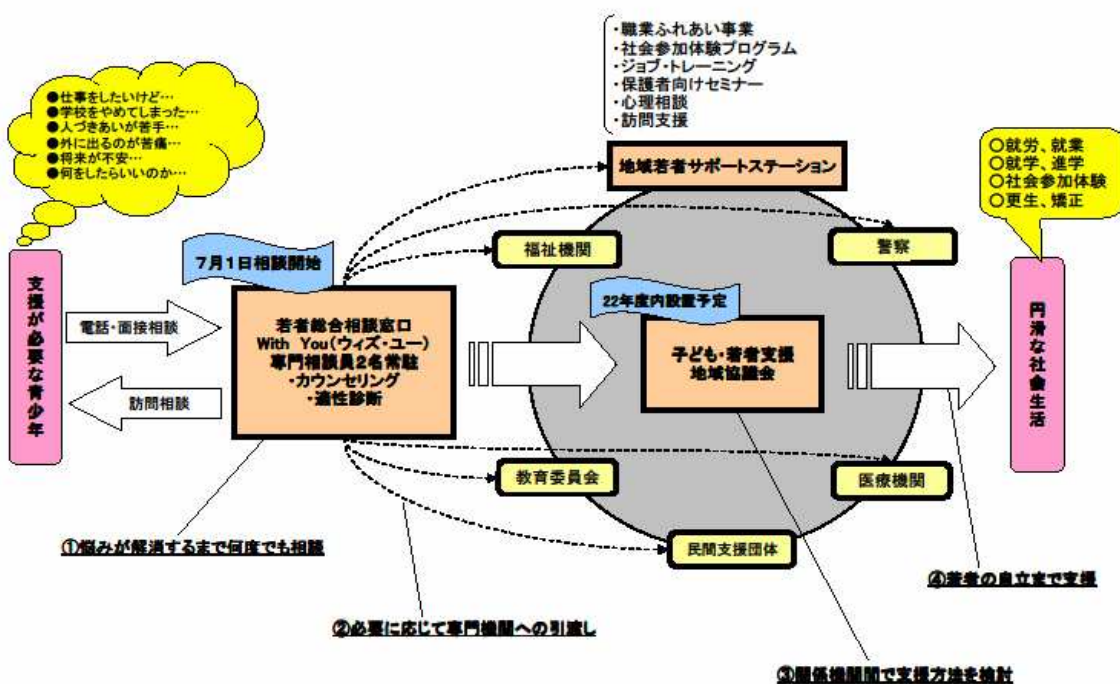 ・職業ふれあい事業
・社会参加体験プログラム
・ジョブ・トレーニング
・保護者向けセミナー
・心理相談
・訪問支援
●仕事をしたいけど…
●学校をやめてしまった…
●人づきあいが苦手…
●外に出るのが苦痛…
●将来が不安…
●何をしたらいいのか…
○就労、就業
○就学、進学
○社会参加体験
○更生、矯正
地域若者サポートステーション
福祉機関
警察
7月1日相談開始
22年度内設置予定
支援が必要な青少年
電話・面接相談
訪問相談
若者総合相談窓口
With You(ウィズ・ユー)
専門相談員2名常駐
・カウンセリング
・適性診断
子ども・若者支援
地域協議会
円滑な社会生活
教育委員会
医療機関
民間支援団体
①悩みが解消するまで何度でも相談
②必要に応じて専門機関への引渡し
③関係機関間で支援方法を検討
④若者の自立まで支援